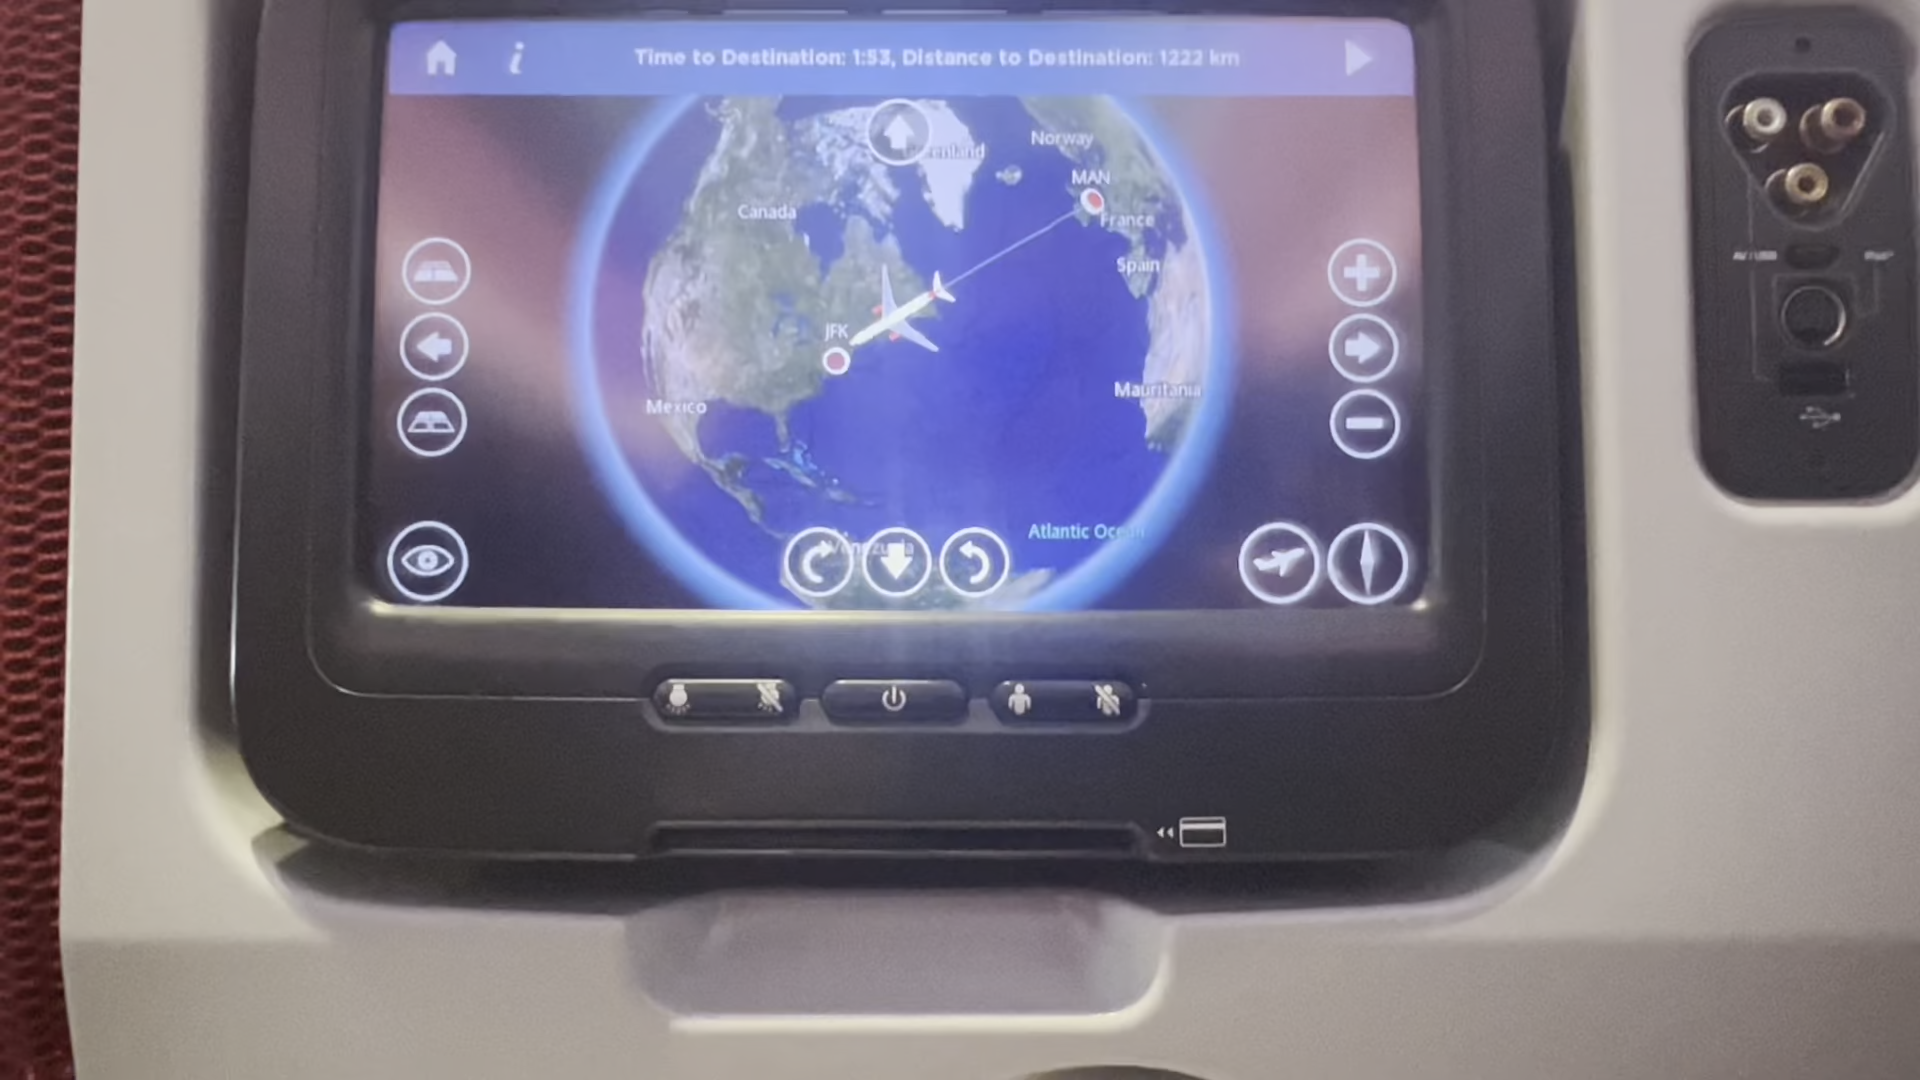 Time to Destination: 1:53, Distance to Destination: 1222 km
Norway
MAN
Canada
France
Spain
JFK
Mauritania
Mexico
Atlantic